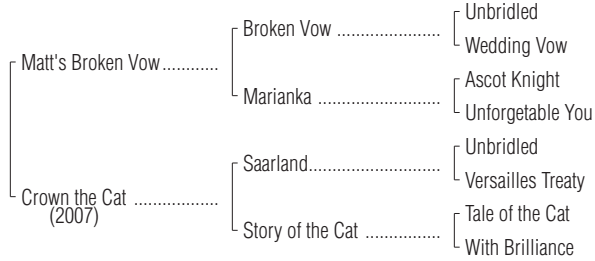 Unbridled
Broken Vow ....................
Wedding Vow
Matt's Broken Vow...........
Ascot Knight
Marianka ........................
Unforgetable You
Unbridled
Saarland..........................
Versailles Treaty
Crown the Cat .................
(2007)
Tale of the Cat
Story of the Cat ...............
With Brilliance